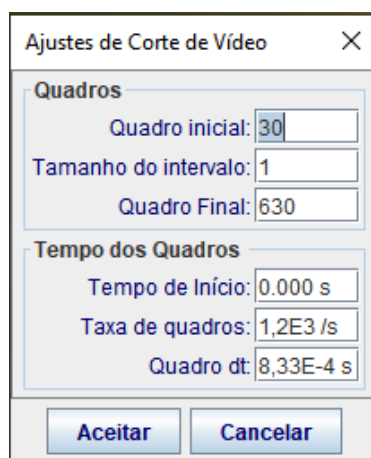 Ajustes de Corte de Vídeo
Quadros
Quadro inicial: 30
Tamanho do intervalo: 1
Quadro Final: 630
Tempo dos Quadros
Tempo de Início: 0.000 s
Taxa de quadros: 1,2E3 /s
Quadro dt: 8,33E-4 s
Aceitar Cancelar